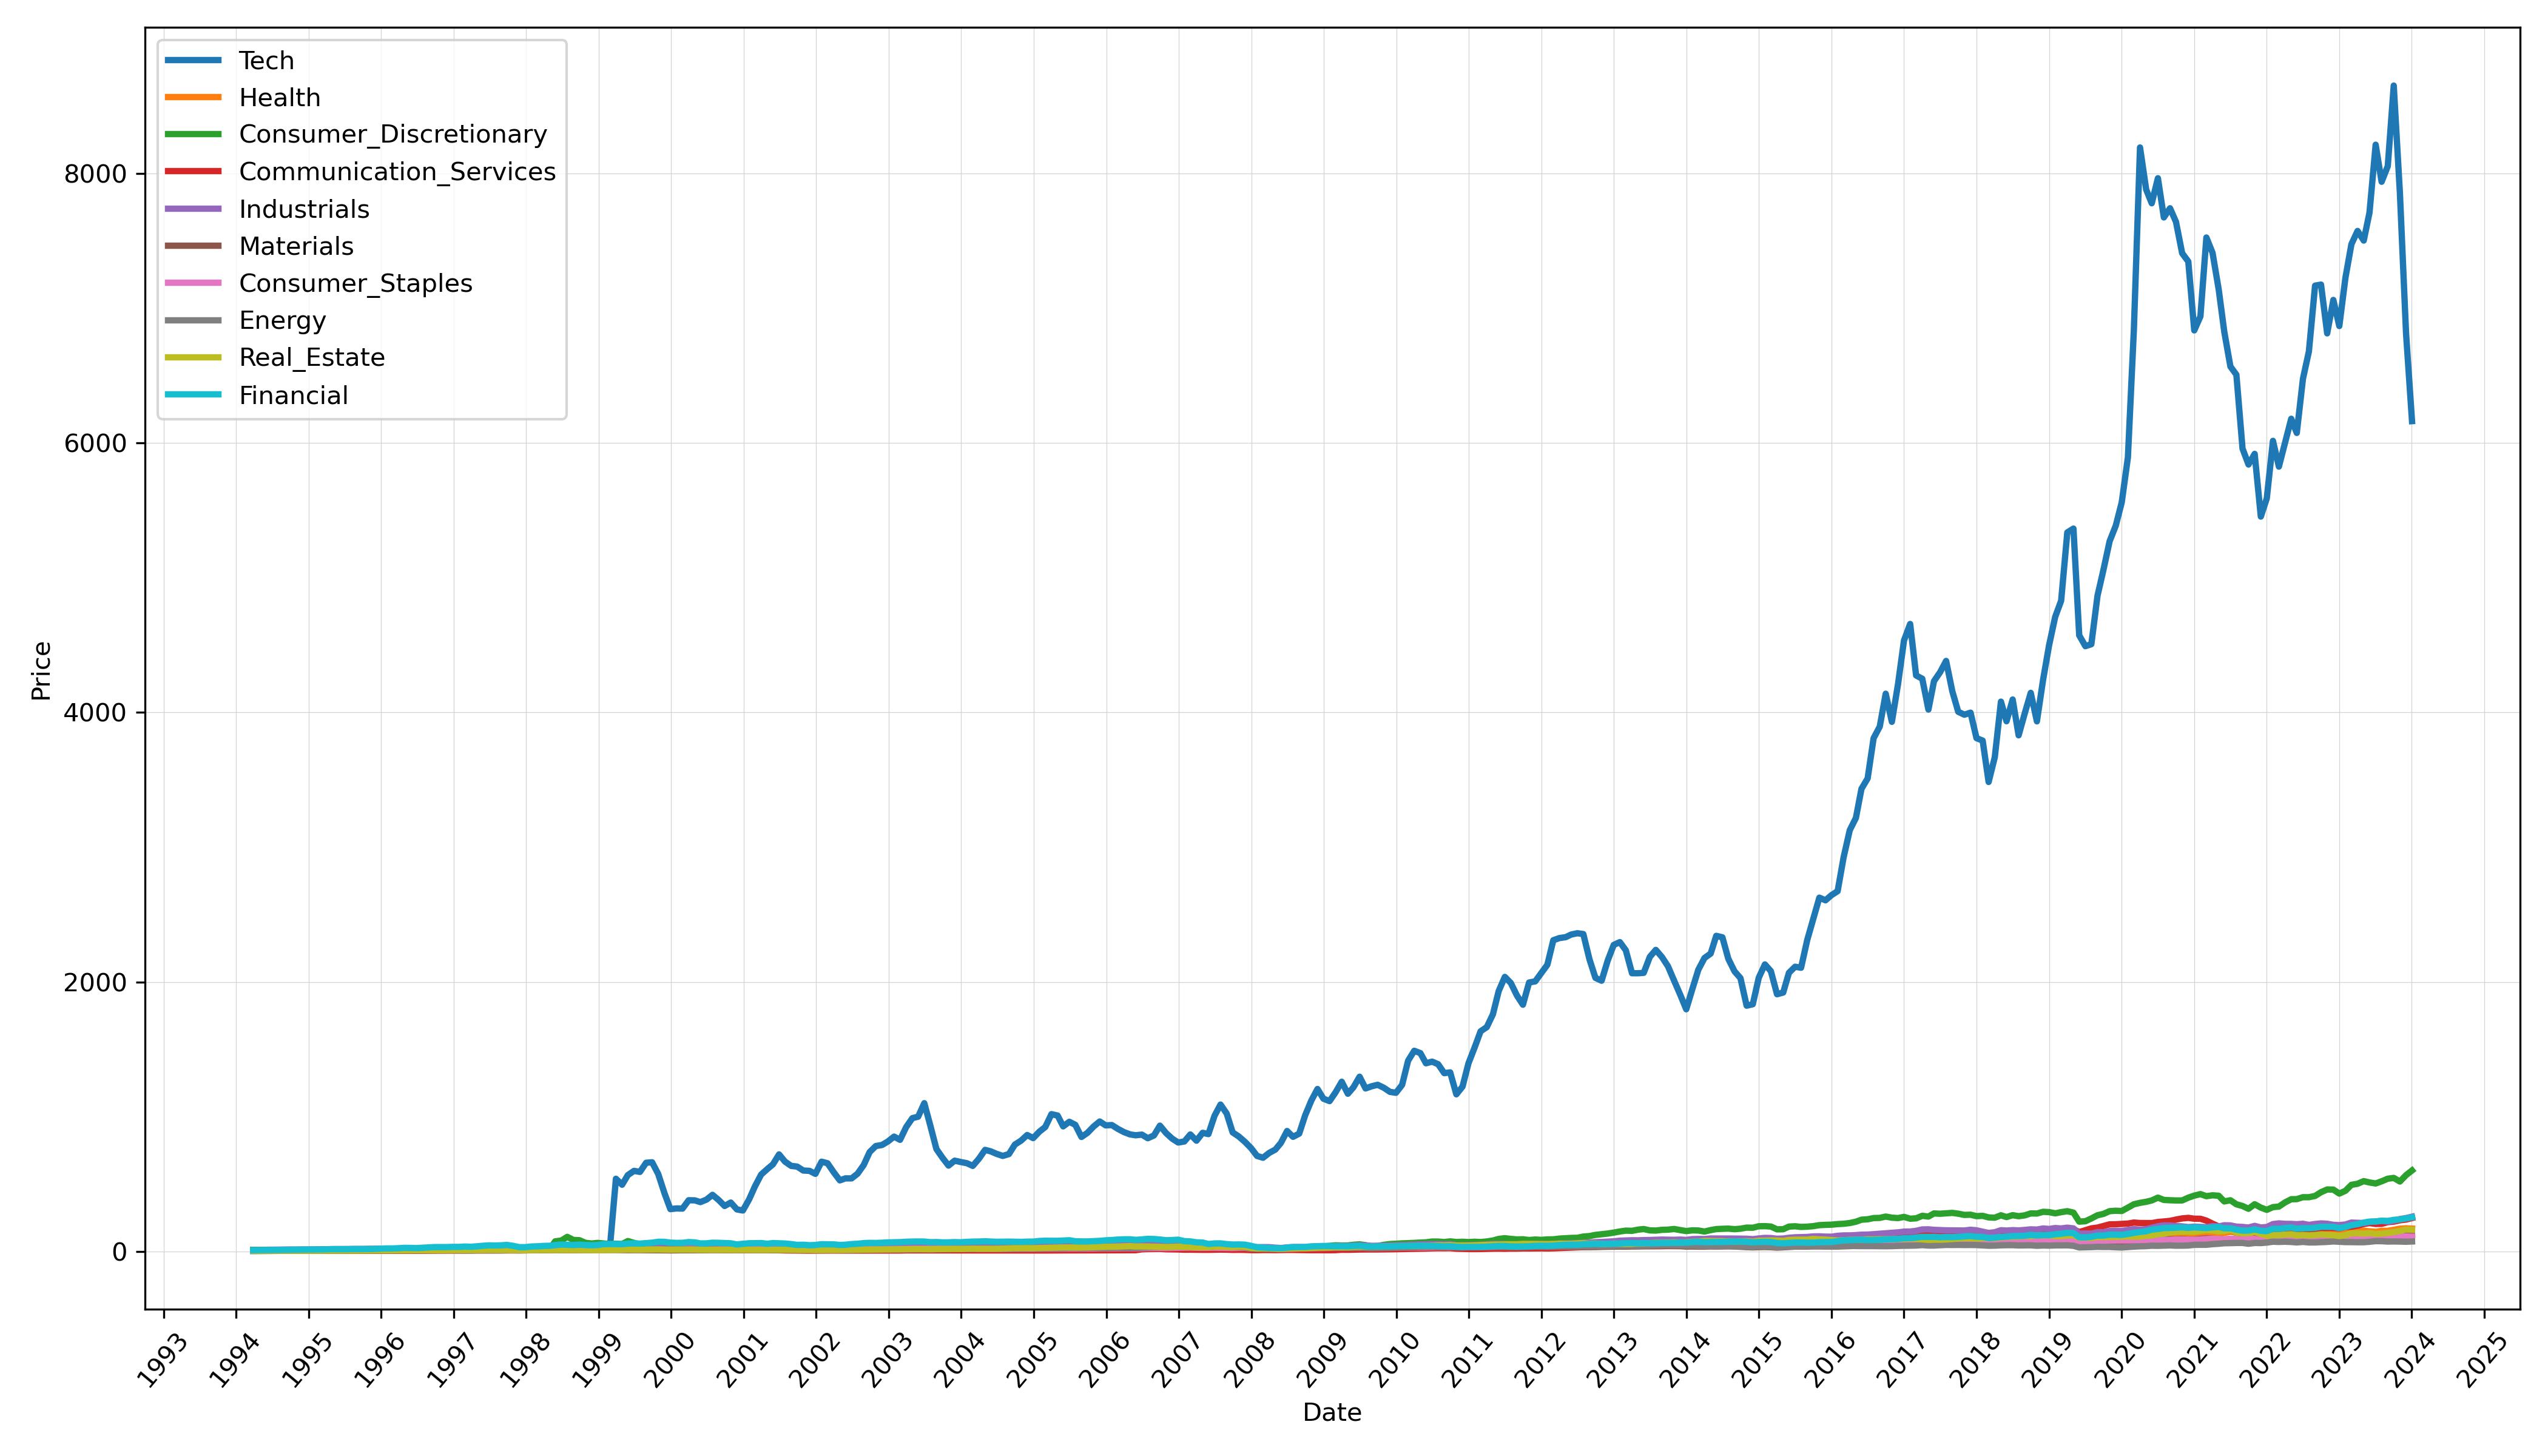 Tech
Health
Consumer_Discretionary
Communication_Services
Industrials
Materials
Consumer_Staples
Energy
Real_Estate
Financial
8000
6000
4000
2000
0
Price
1993 1994 1995 1996 1997 1998 1999 2000 2001 2002 2003 2004 2005 2006 2007 2008 2009 2010 2011 2012 2013 2014 2015 2016 2017 2018 2019 2020 2021 2022 2023 2024 2025
Date